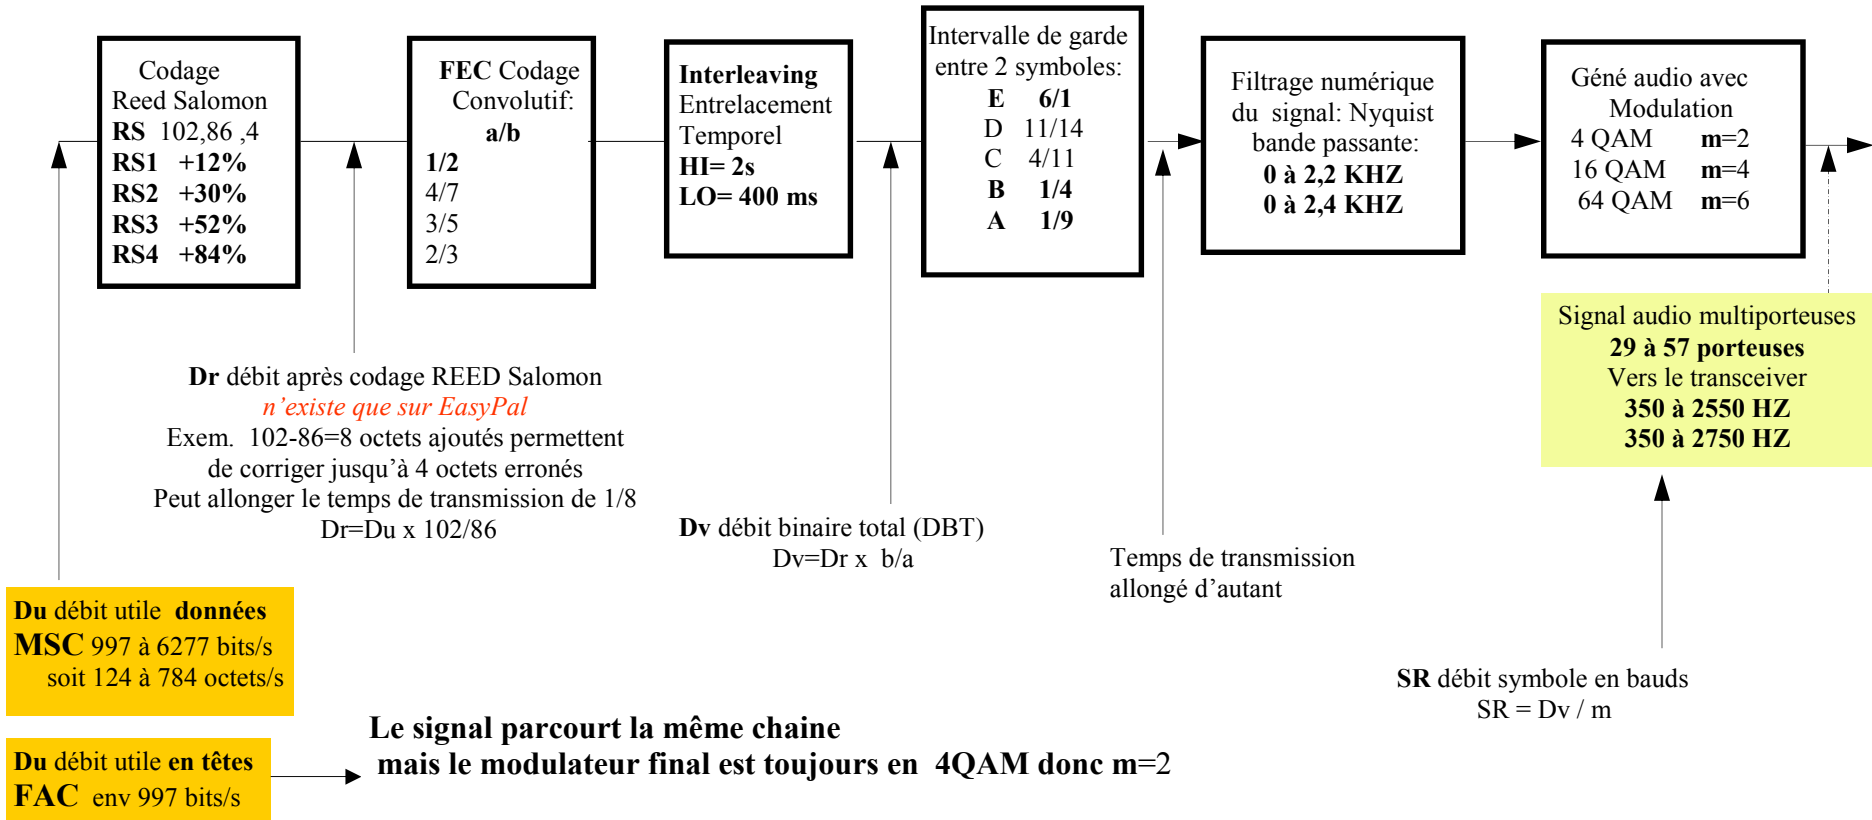 Codage
Reed Salomon
RS 102,86 ,4
RS1 +12%
RS2 +30%
RS3 +52%
RS4 +84%
FEC Codage
Convolutif:
a/b
1/2
4/7
3/5
2/3
Interleaving
Entrelacement
Temporel
HI= 2s
LO= 400 ms
Intervalle de garde
entre 2 symboles:
E 6/1
D 11/14
C 4/11
B 1/4
A 1/9
Filtrage numérique
du signal: Nyquist
bande passante:
0 à 2,2 KHZ
0 à 2,4 KHZ
Géné audio avec
Modulation
4 QAM m=2
16 QAM m=4
64 QAM m=6
Signal audio multiporteuses
29 à 57 porteuses
Vers le transceiver
350 à 2550 HZ
350 à 2750 HZ
Dr débit après codage REED Salomon
n'existe que sur EasyPal
Exem. 102-86=8 octets ajoutés permettent
de corriger jusqu'à 4 octets erronés
Peut allonger le temps de transmission de 1/8
Dr=Du x 102/86
Dv débit binaire total (DBT)
Dv=Dr x b/a
Temps de transmission
allongé d'autant
Du débit utile données
MSC 997 à 6277 bits/s
soit 124 à 784 octets/s
SR débit symbole en bauds
SR = Dv / m
Du débit utile en têtes
FAC env 997 bits/s
Le signal parcourt la même chaine
mais le modulateur final est toujours en 4QAM donc m=2